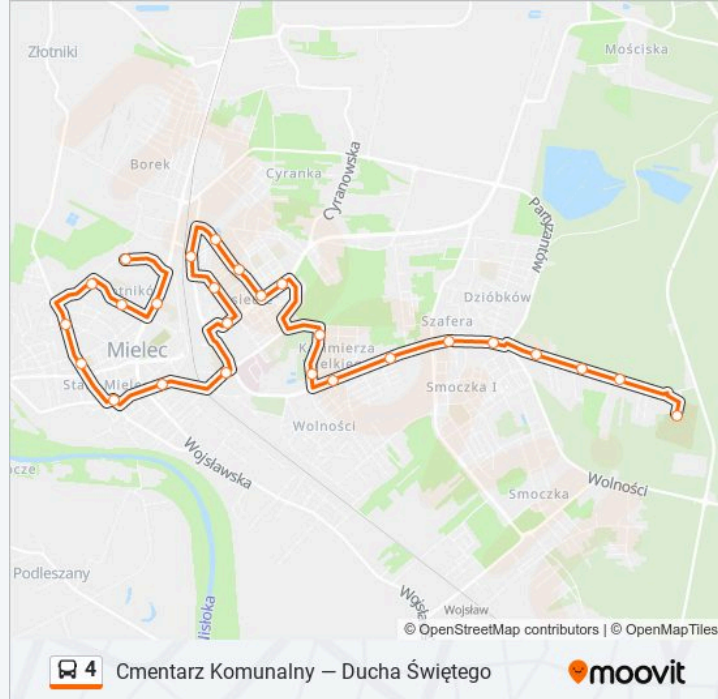 Złotniki
Mościska
Borek
Cyranka
Cyranowska
Partyzantów
Dzióbków
Szafera
Mielec
Smoczka I
Wolności
Wojsławska
Wolności
Smoczka
Podleszany
Wojsław
© OpenStreetMap contributors | © OpenMapTiles
4 Cmentarz Komunalny — Ducha Świętego
moovit